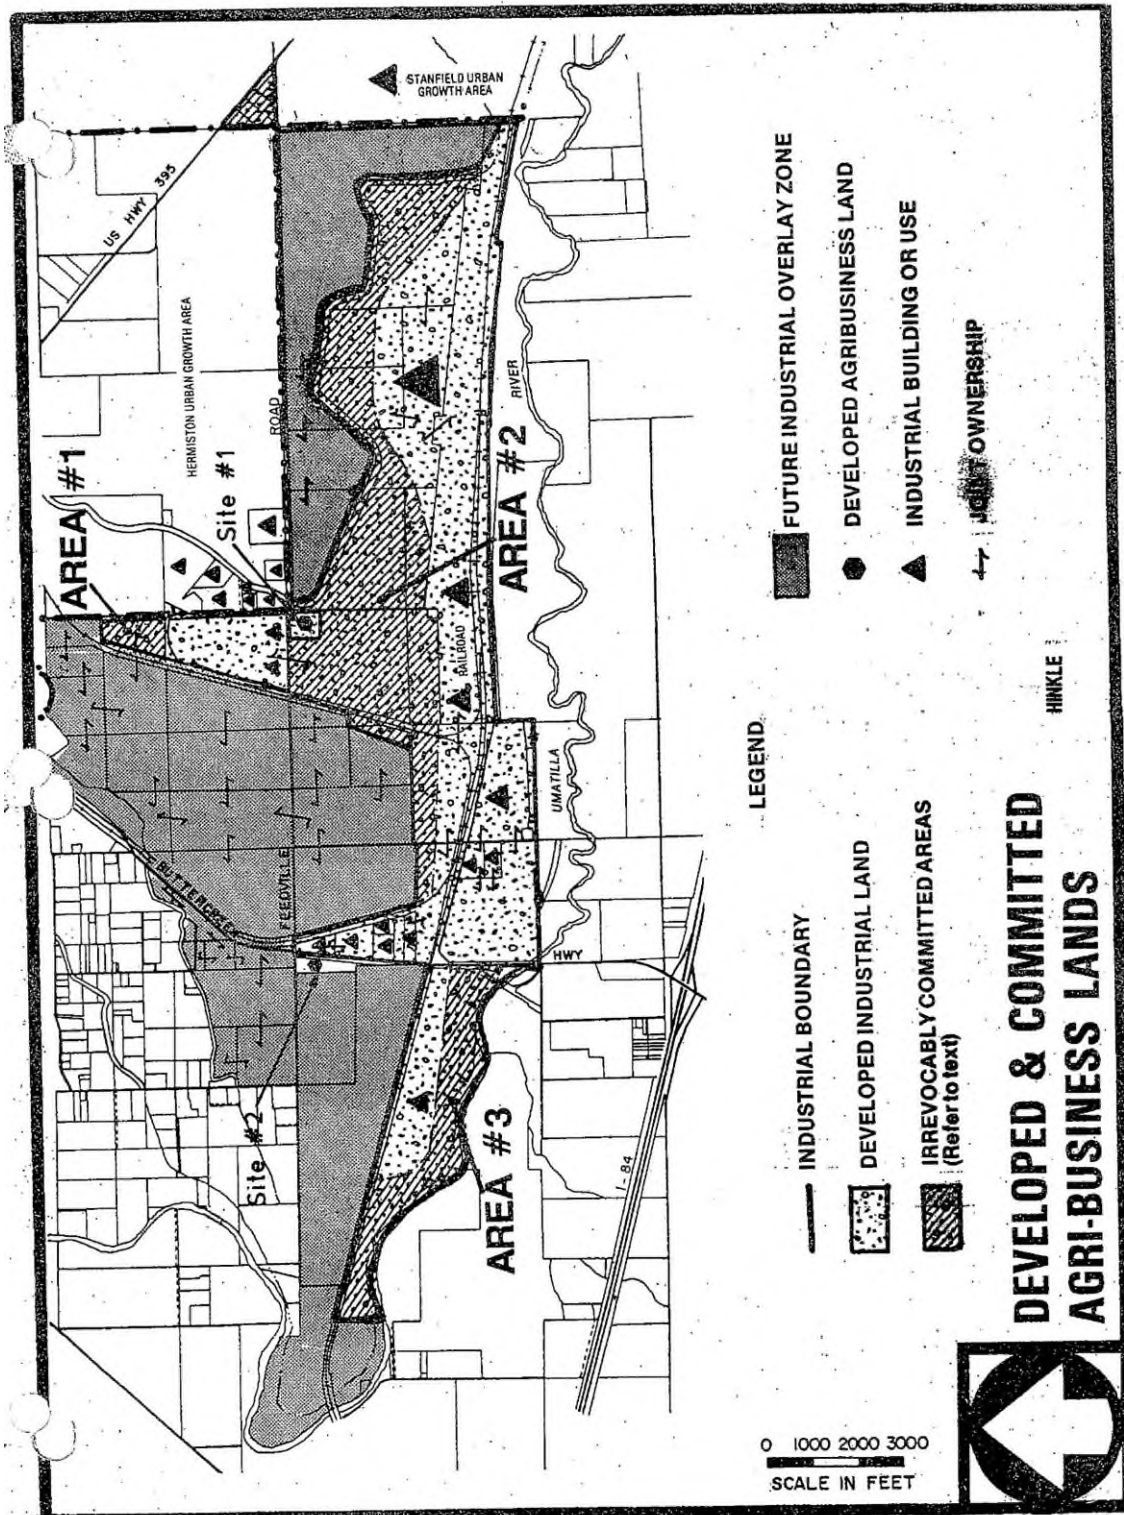 STANFIELD URBAN
GROWTH AREA
US HWY 395
HERMISTON URBAN GROWTH AREA
AREA #1
Site #1
ROAD
RIVER
AREA #2
RAILROAD
UMATILLA
FEEDVILLE
HWY
Site #2
AREA #3
I-84
LEGEND
INDUSTRIAL BOUNDARY
DEVELOPED INDUSTRIAL LAND
IRREVOCABLY COMMITTED AREAS
(Refer to text)
FUTURE INDUSTRIAL OVERLAY ZONE
DEVELOPED AGRIBUSINESS LAND
INDUSTRIAL BUILDING OR USE
JOINT OWNERSHIP
HINKLE
DEVELOPED & COMMITTED
AGRI-BUSINESS LANDS
0 1000 2000 3000
SCALE IN FEET